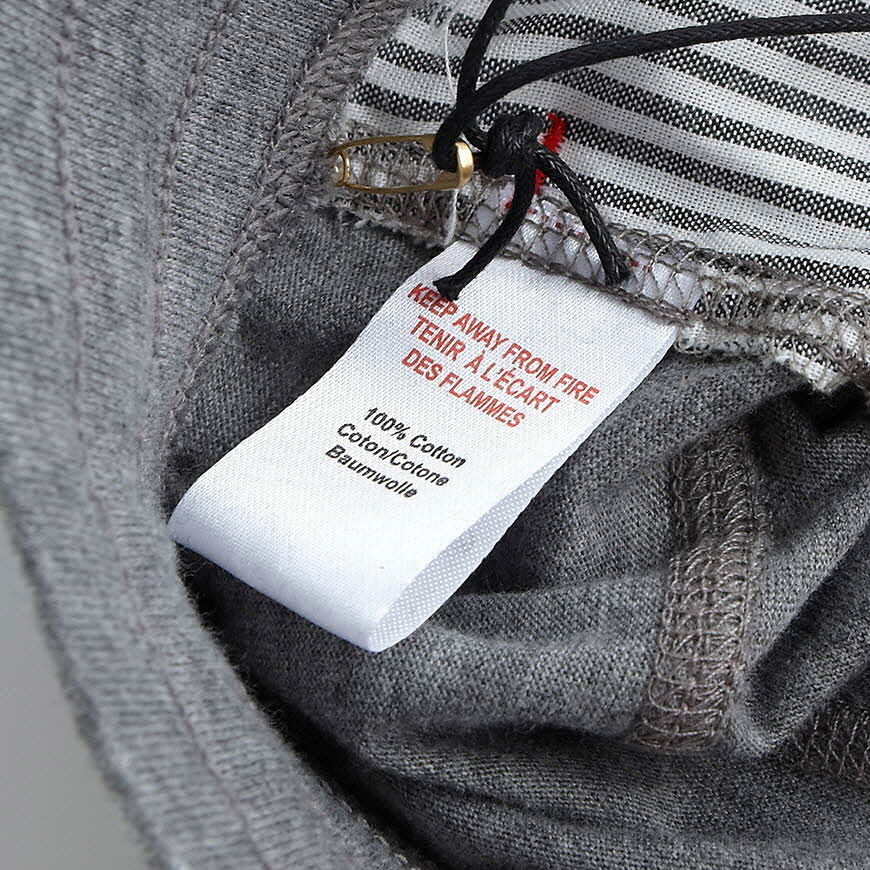 KEEP AWAY FROM FIRE
TENIR À L'ÉCART
DES FLAMMES
100% Cotton
Coton/Cotone
Baumwolle